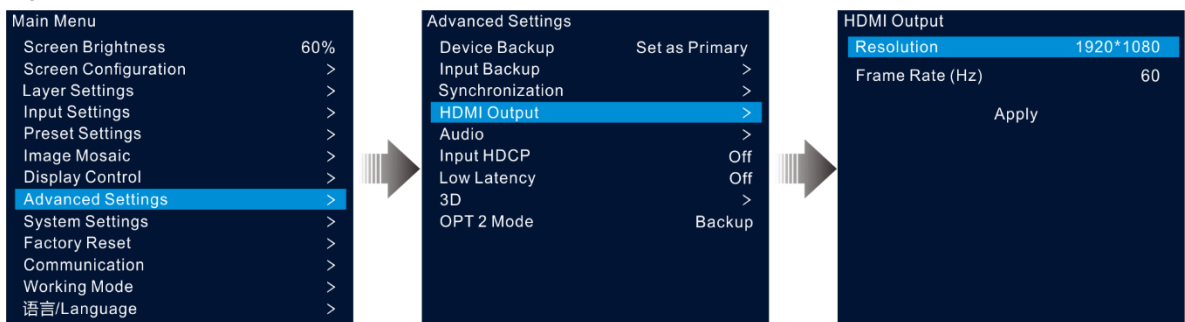 Main Menu
Screen Brightness 60%
Screen Configuration >
Layer Settings >
Input Settings >
Preset Settings >
Image Mosaic >
Display Control >
Advanced Settings >
System Settings >
Factory Reset >
Communication >
Working Mode >
语言/Language >
Advanced Settings
Device Backup Set as Primary
Input Backup >
Synchronization >
HDMI Output >
Audio >
Input HDCP Off
Low Latency Off
3D >
OPT 2 Mode Backup
HDMI Output
Resolution 1920*1080
Frame Rate (Hz) 60
Apply